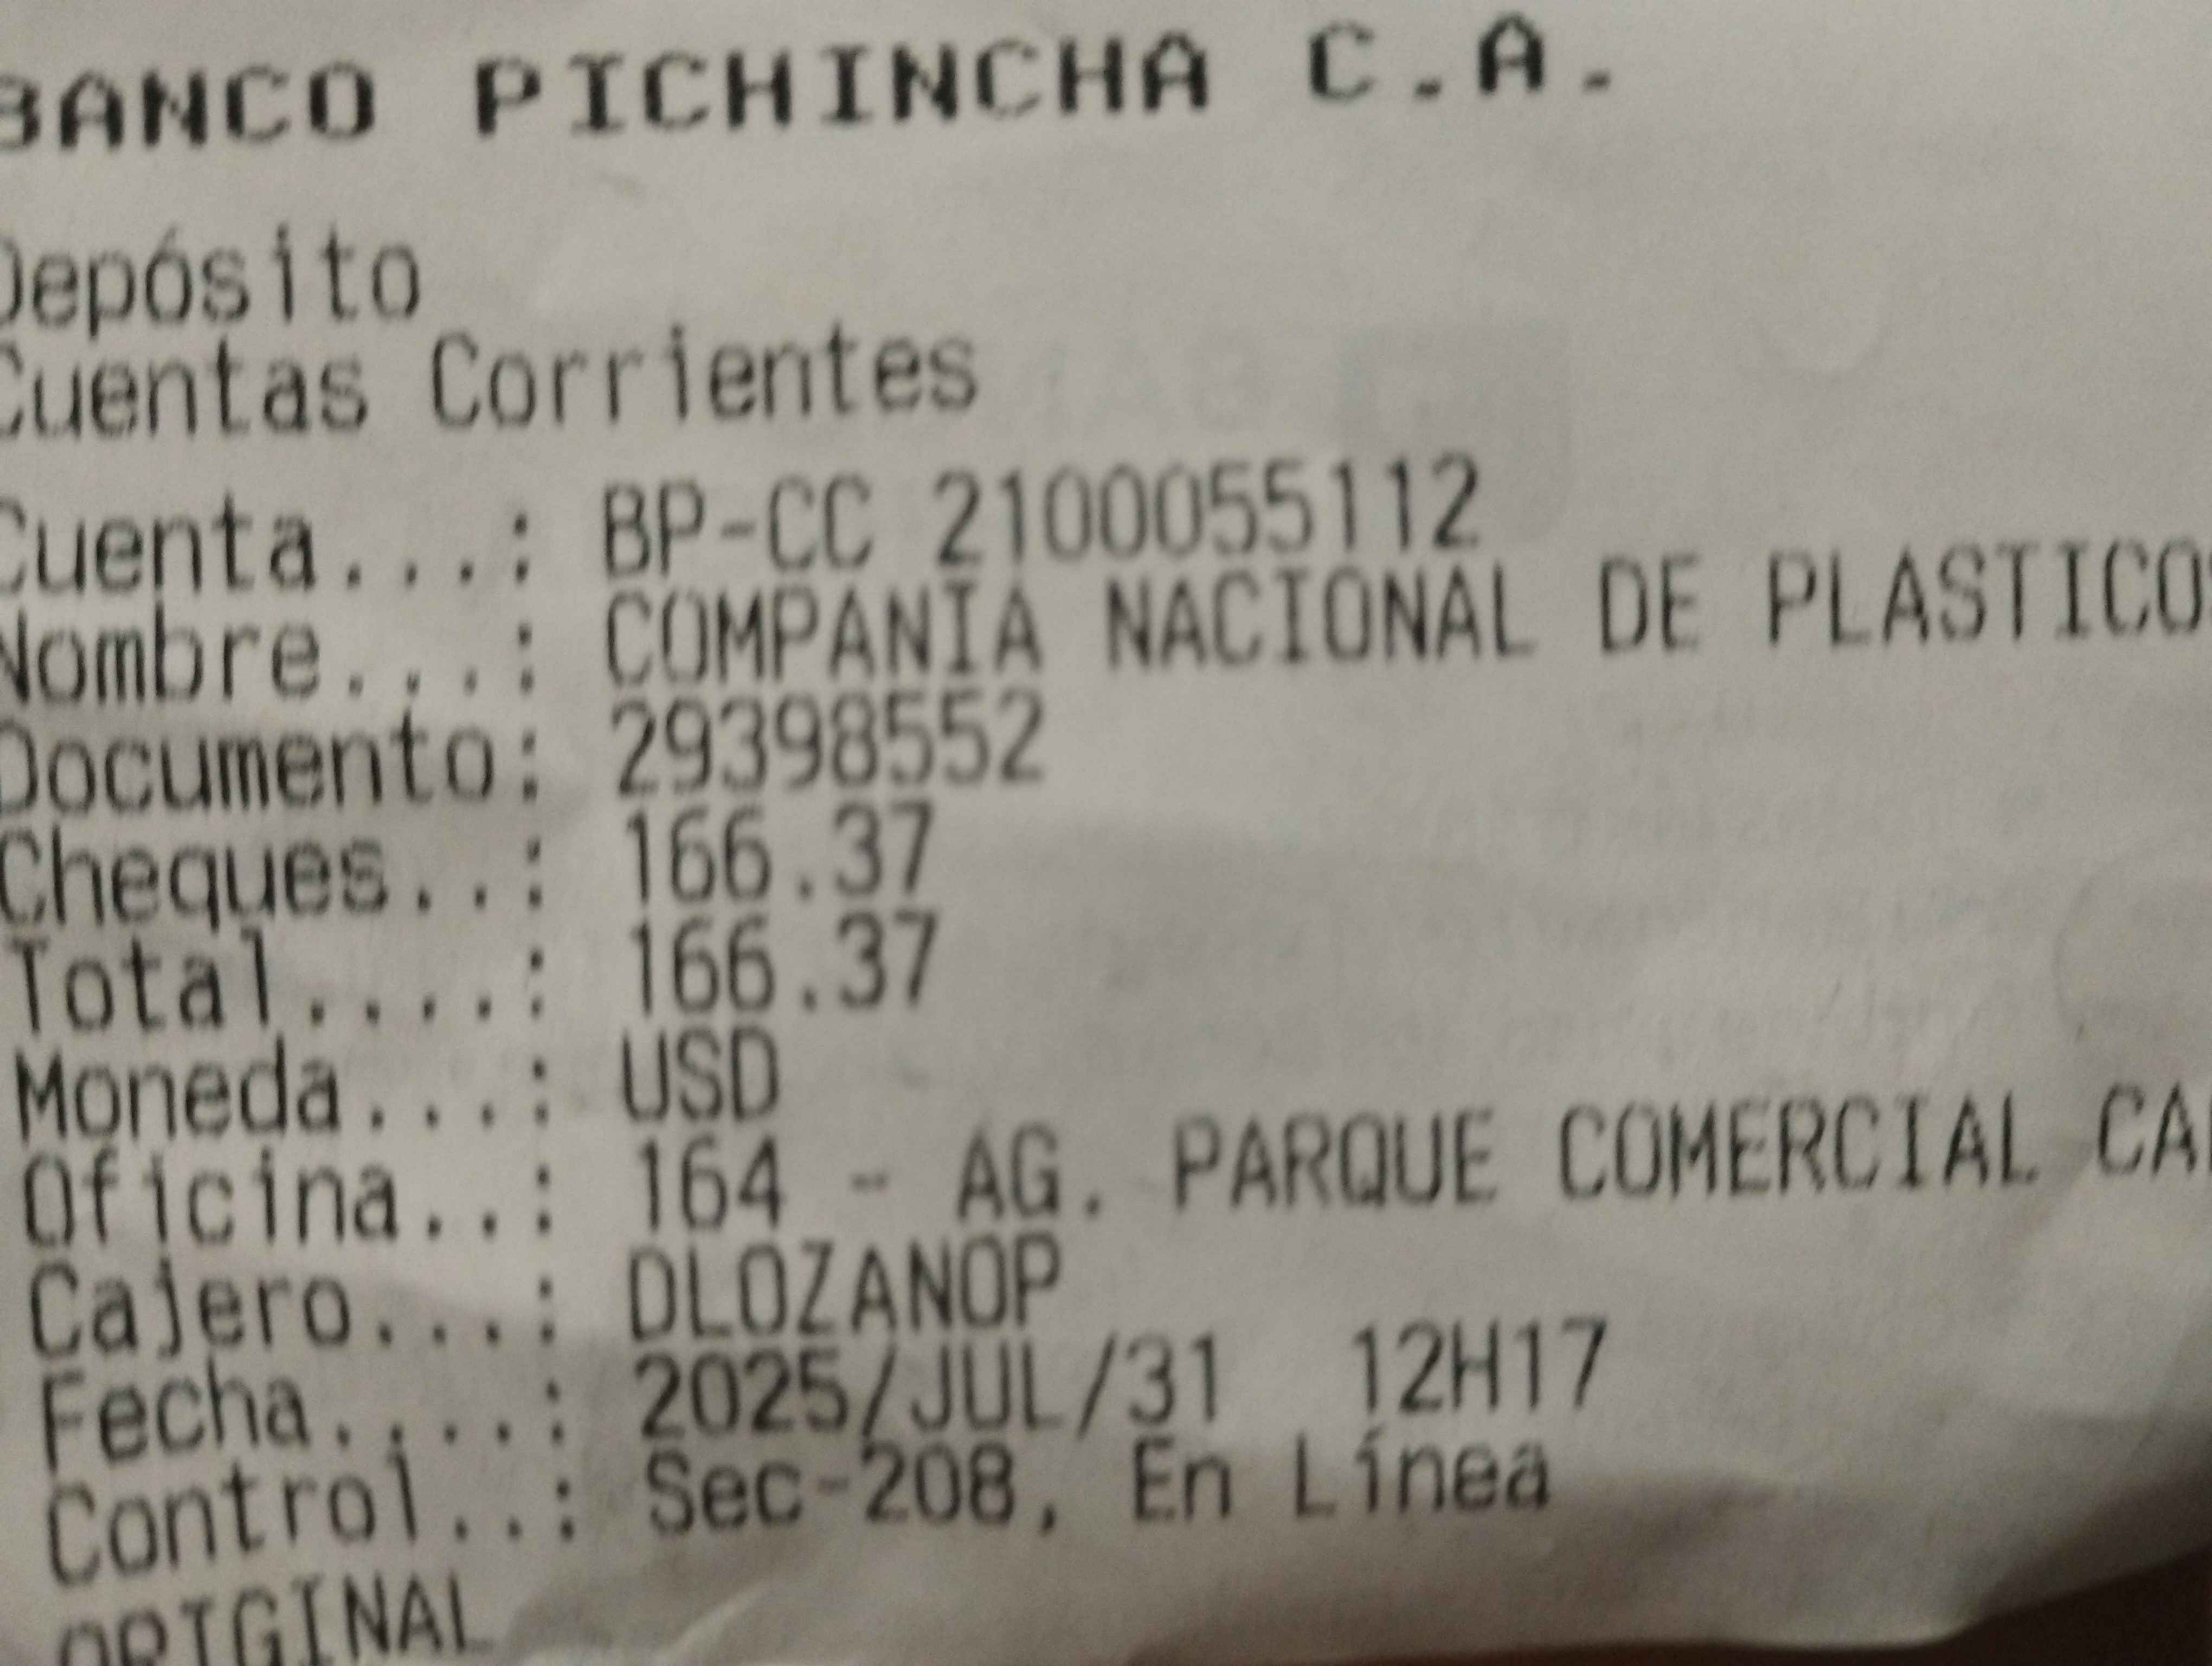 BANCO PICHINCHA C.A.
Depósito
Cuentas Corrientes
Cuenta...: BP-CC 2100055112
Nombre...: COMPANIA NACIONAL DE PLASTICO
Documento: 29398552
Cheques..: 166.37
Total....: 166.37
Moneda...: USD
Oficina..: 164 - AG. PARQUE COMERCIAL CA
Cajero...: DLOZANOP
Fecha....: 2025/JUL/31 12H17
Control..: Sec-208, En Línea
ORIGINAL